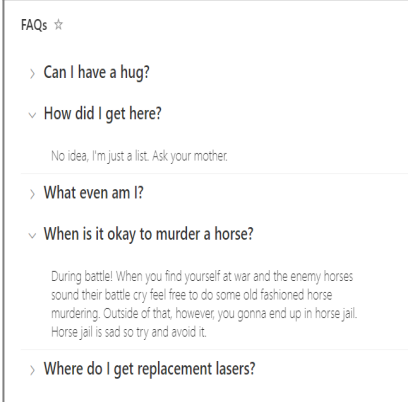 FAQs
Can I have a hug?
How did I get here?
No idea, I'm just a list. Ask your mother.
What even am I?
When is it okay to murder a horse?
During battle! When you find yourself at war and the enemy horses
sound their battle cry feel free to do some old fashioned horse
murdering. Outside of that, however, you gonna end up in horse jail.
Horse jail is sad so try and avoid it.
Where do I get replacement lasers?